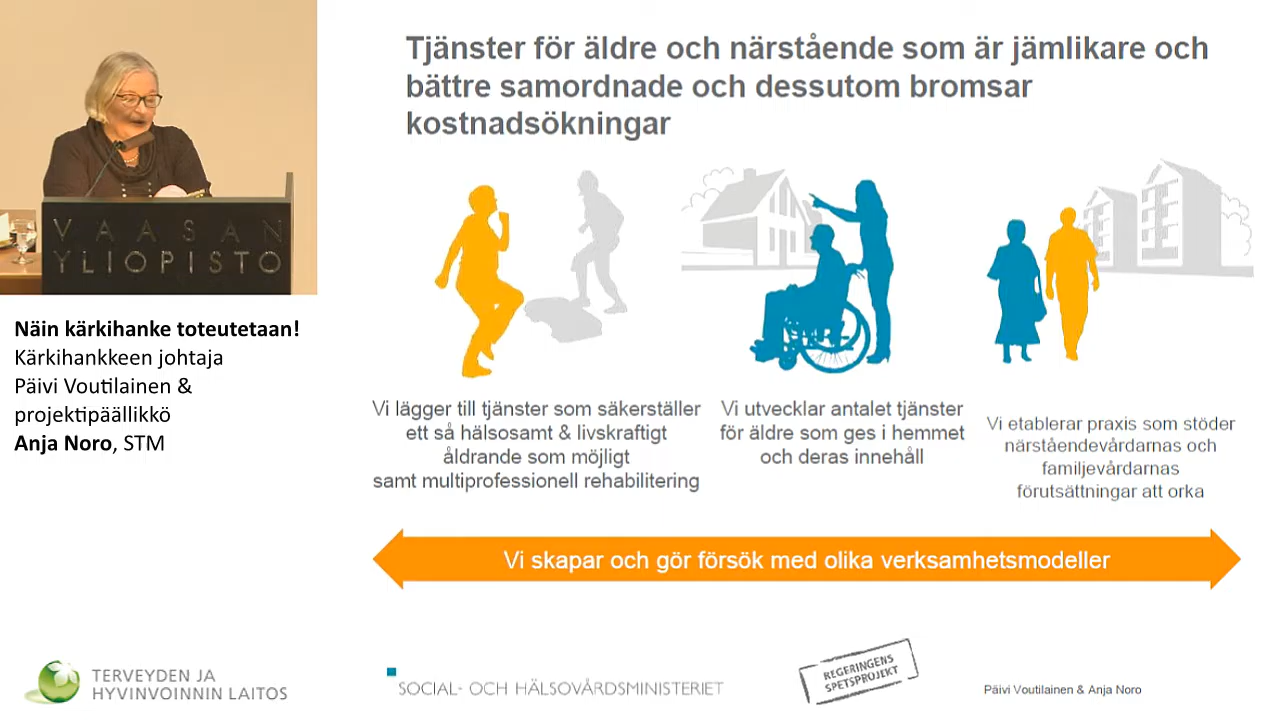 Tjänster för äldre och närstående som är jämlikare och
bättre samordnade och dessutom bromsar
kostnadsökningar
VAASAN
YLIOPISTO
Näin kärkihanke toteutetaan!
Kärkihankkeen johtaja
Päivi Voutilainen &
projektipäällikkö
Anja Noro, STM
Vi lägger till tjänster som säkerställer
ett så hälsosamt & livskraftigt
åldrande som möjligt
samt multiprofessionell rehabilitering
Vi utvecklar antalet tjänster
för äldre som ges i hemmet
och deras innehåll
Vi etablerar praxis som stöder
närståendevårdarnas och
familjevårdarnas
förutsättningar att orka
Vi skapar och gör försök med olika verksamhetsmodeller
TERVEYDEN JA
HYVINVOINNIN LAITOS
SOCIAL- OCH HÄLSOVÅRDSMINISTERIET
REGERINGENS
SPETSPROJEKT
Päivi Voutilainen & Anja Noro